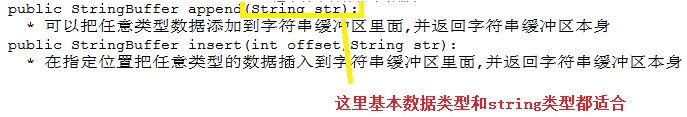 public StringBuffer append(String str):
* 可以把任意类型数据添加到字符串缓冲区里面,并返回字符串缓冲区本身
public StringBuffer insert(int offset,String str):
* 在指定位置把任意类型的数据插入到字符串缓冲区里面,并返回字符串缓冲区本身
这里基本数据类型和string类型都适合